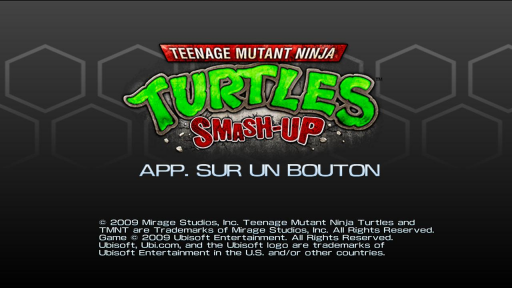 TEENAGE MUTANT NINJA
TURTLES
SMASH-UP
APP. SUR UN BOUTON
© 2009 Mirage Studios, Inc. Teenage Mutant Ninja Turtles and
TMNT are Trademarks of Mirage Studios, Inc. All Rights Reserved.
Game © 2009 Ubisoft Entertainment. All Rights Reserved.
Ubisoft, Ubi.com, and the Ubisoft logo are trademarks of
Ubisoft Entertainment in the U.S. and/or other countries.